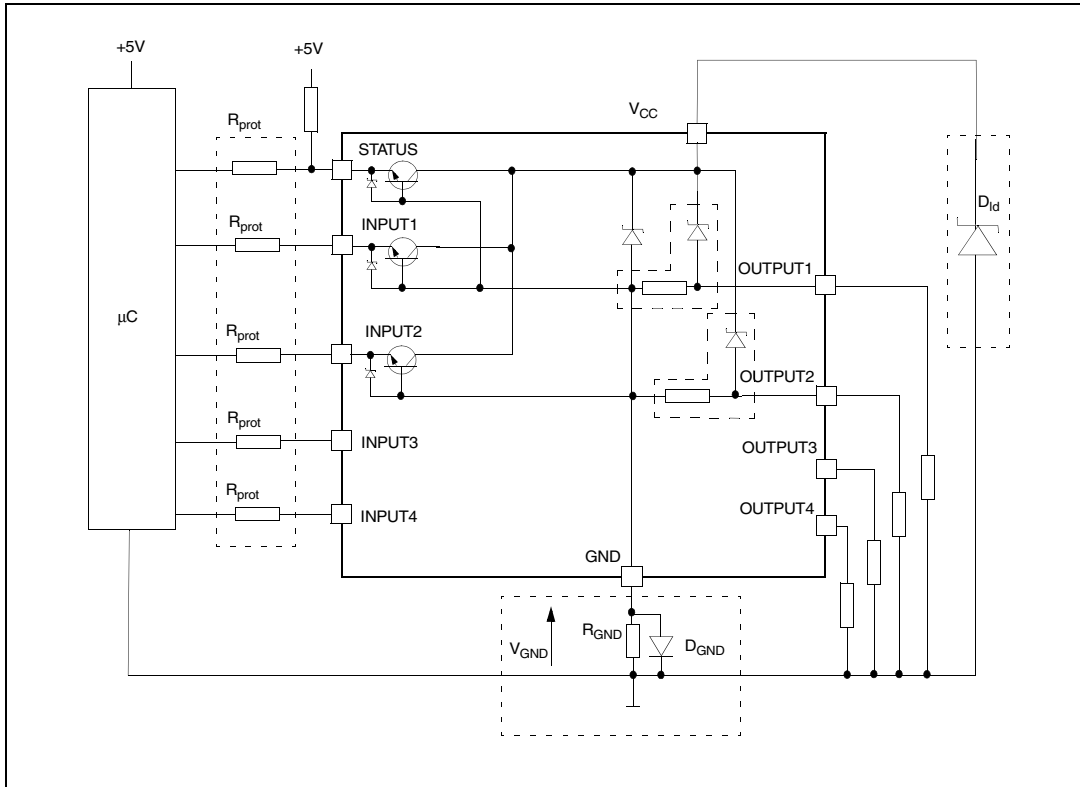 +5V
+5V
R_prot
V_CC
STATUS
D_ld
R_prot
INPUT1
OUTPUT1
µC
R_prot
INPUT2
OUTPUT2
R_prot
INPUT3
OUTPUT3
R_prot
INPUT4
OUTPUT4
GND
V_GND
R_GND
D_GND